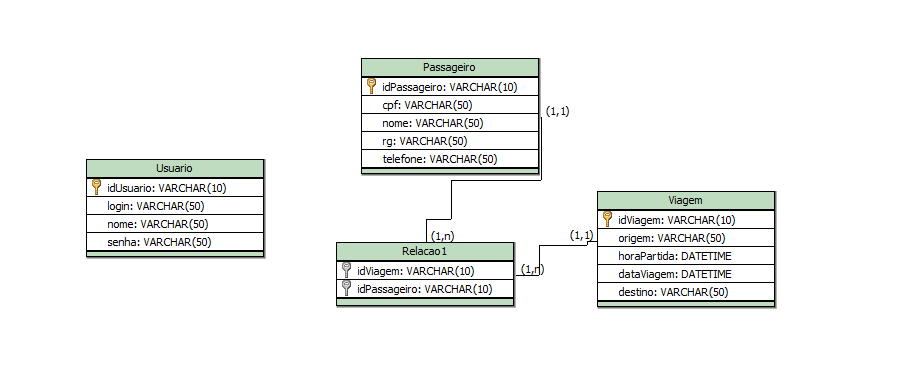 Passageiro
idPassageiro: VARCHAR(10)
cpf: VARCHAR(50)
nome: VARCHAR(50)
rg: VARCHAR(50)
telefone: VARCHAR(50)
(1,1)
Usuario
idUsuario: VARCHAR(10)
login: VARCHAR(50)
nome: VARCHAR(50)
senha: VARCHAR(50)
(1,n)
Relacao1
idViagem: VARCHAR(10)
idPassageiro: VARCHAR(10)
(1,n)
(1,1)
Viagem
idViagem: VARCHAR(10)
origem: VARCHAR(50)
horaPartida: DATETIME
dataViagem: DATETIME
destino: VARCHAR(50)